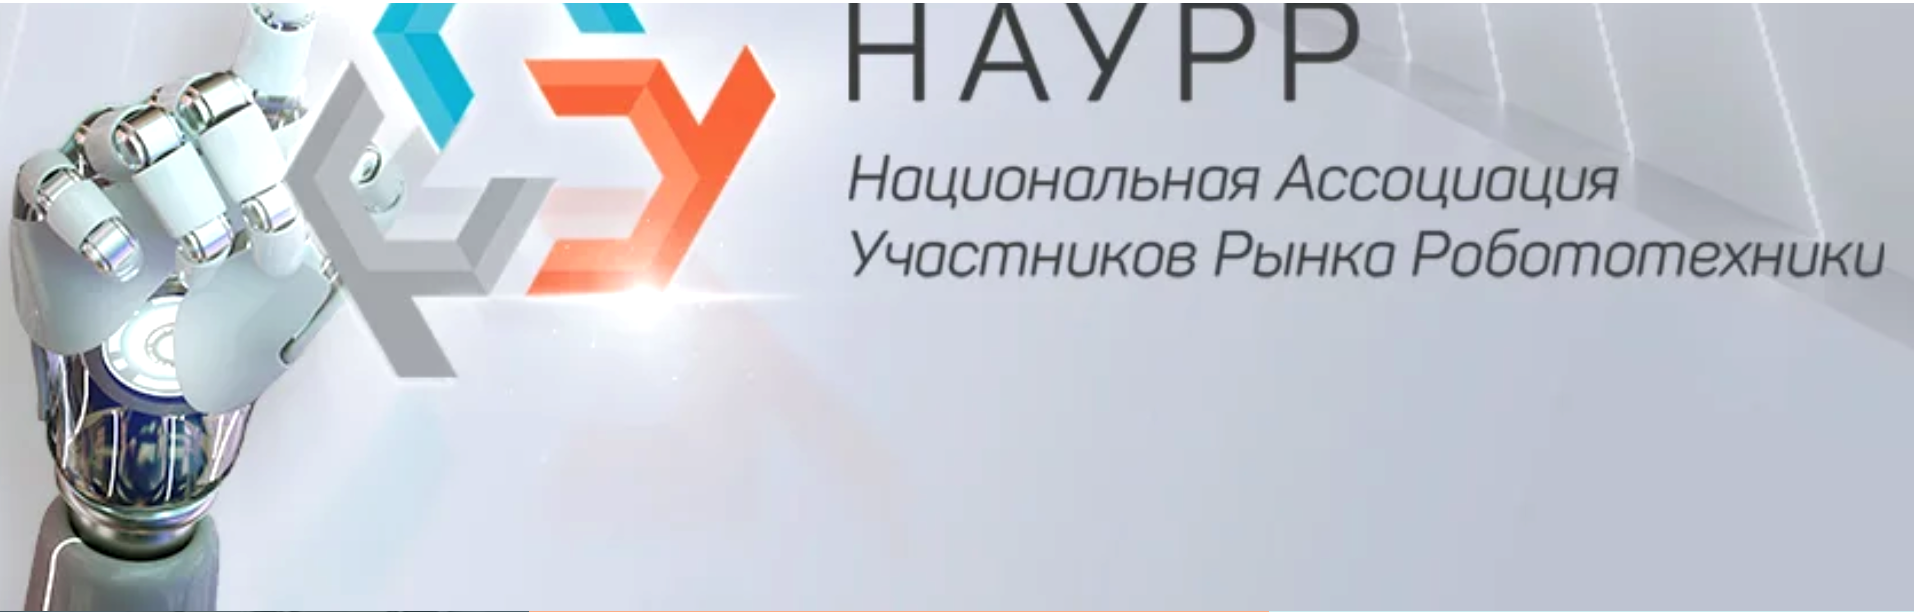 НАУРР
Национальная Ассоциация
Участников Рынка Робототехники